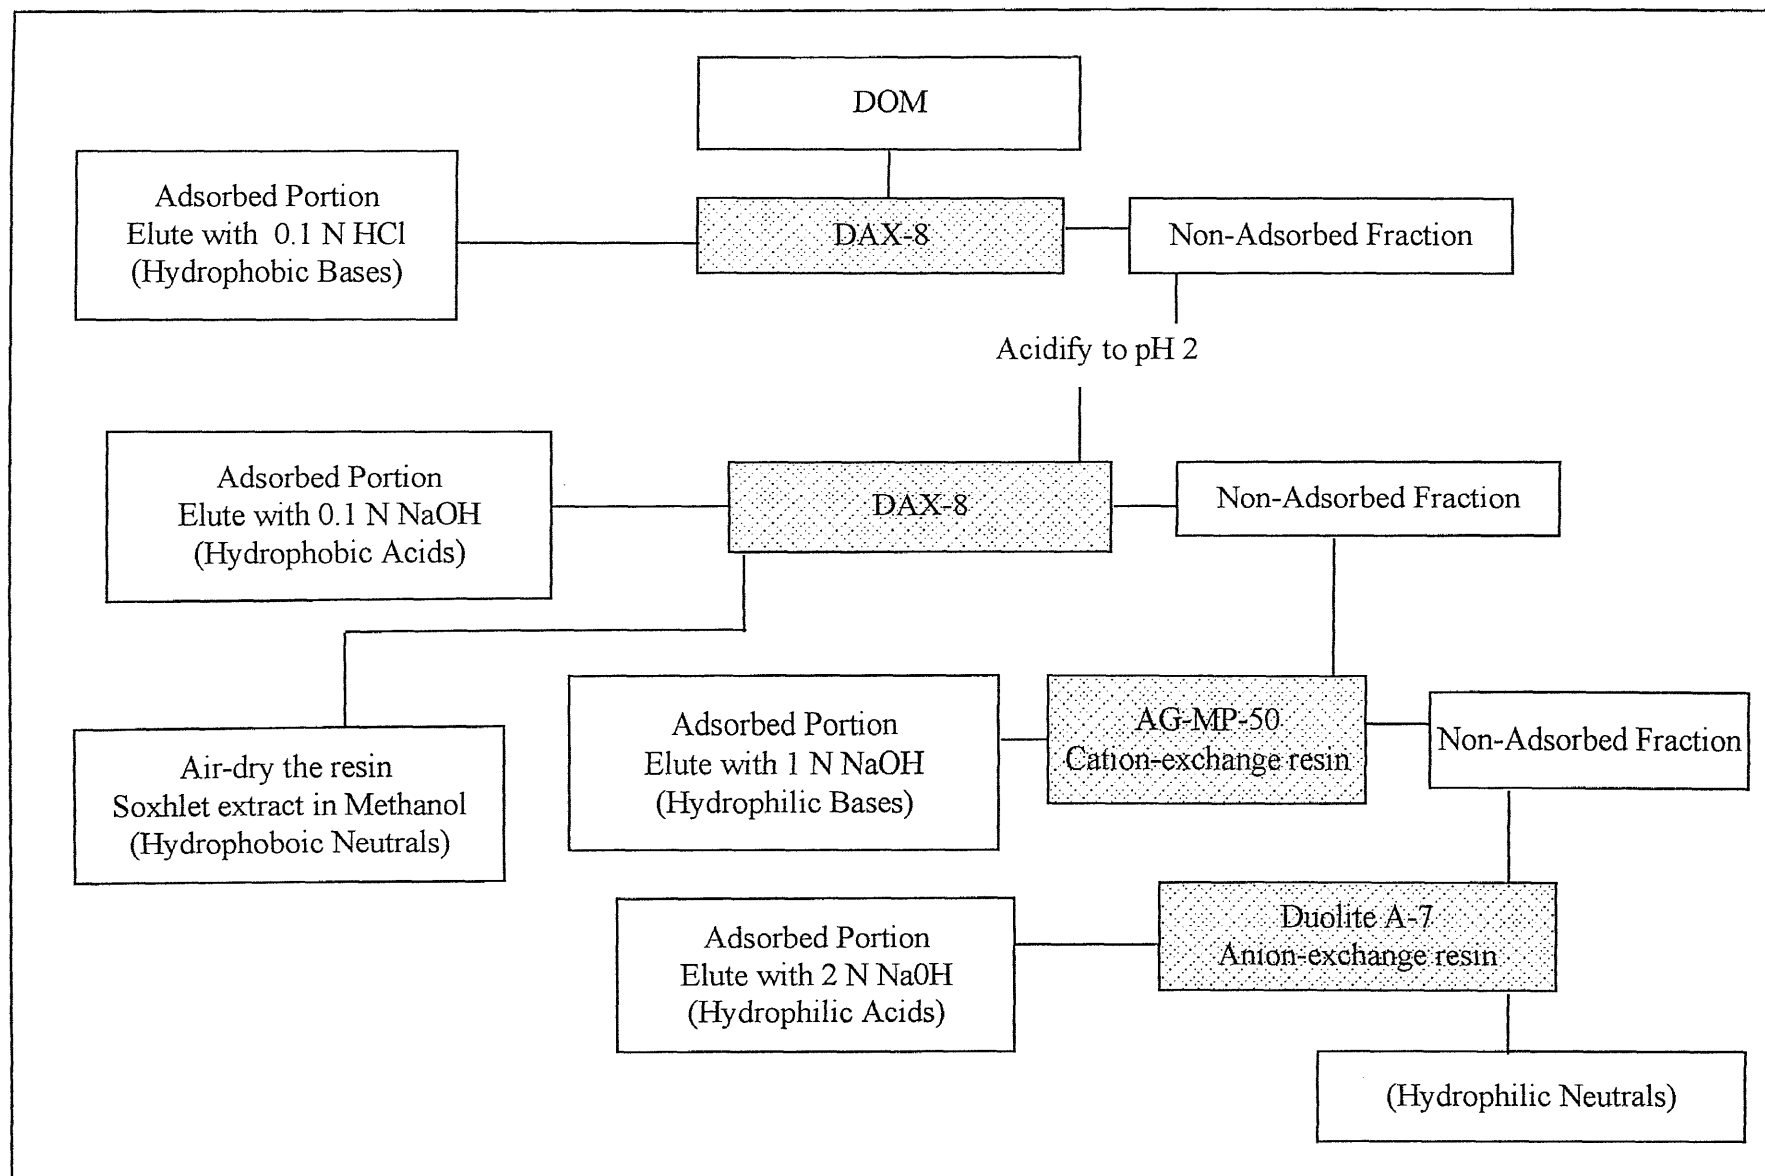 DOM
Adsorbed Portion
Elute with 0.1 N HCl
(Hydrophobic Bases)
DAX-8
Non-Adsorbed Fraction
Acidify to pH 2
Adsorbed Portion
Elute with 0.1 N NaOH
(Hydrophobic Acids)
DAX-8
Non-Adsorbed Fraction
Air-dry the resin
Soxhlet extract in Methanol
(Hydrophoboic Neutrals)
Adsorbed Portion
Elute with 1 N NaOH
(Hydrophilic Bases)
AG-MP-50
Cation-exchange resin
Non-Adsorbed Fraction
Adsorbed Portion
Elute with 2 N Na0H
(Hydrophilic Acids)
Duolite A-7
Anion-exchange resin
(Hydrophilic Neutrals)